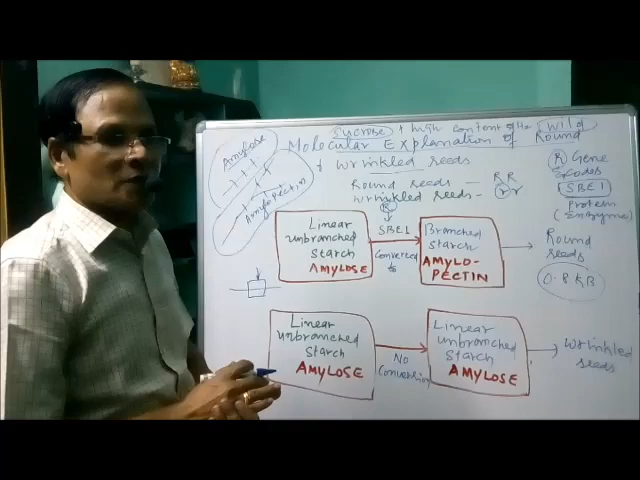 Sucrose + high content of H2
wild
Molecular Explanation of Round
+ wrinkled seeds
Amylose
Amylopectin
Round seeds — RR
wrinkled seeds — rr
R
R Gene
Encodes
SBE1
Protein
(Enzyme)
Linear
unbranched
starch
AMYLOSE
SBE1
Converted
to
Branched
starch
AMYLO-
PECTIN
Round
seeds
0.8 KB
Linear
unbranched
starch
AMYLOSE
No
Conversion
Linear
unbranched
starch
AMYLOSE
wrinkled
seeds